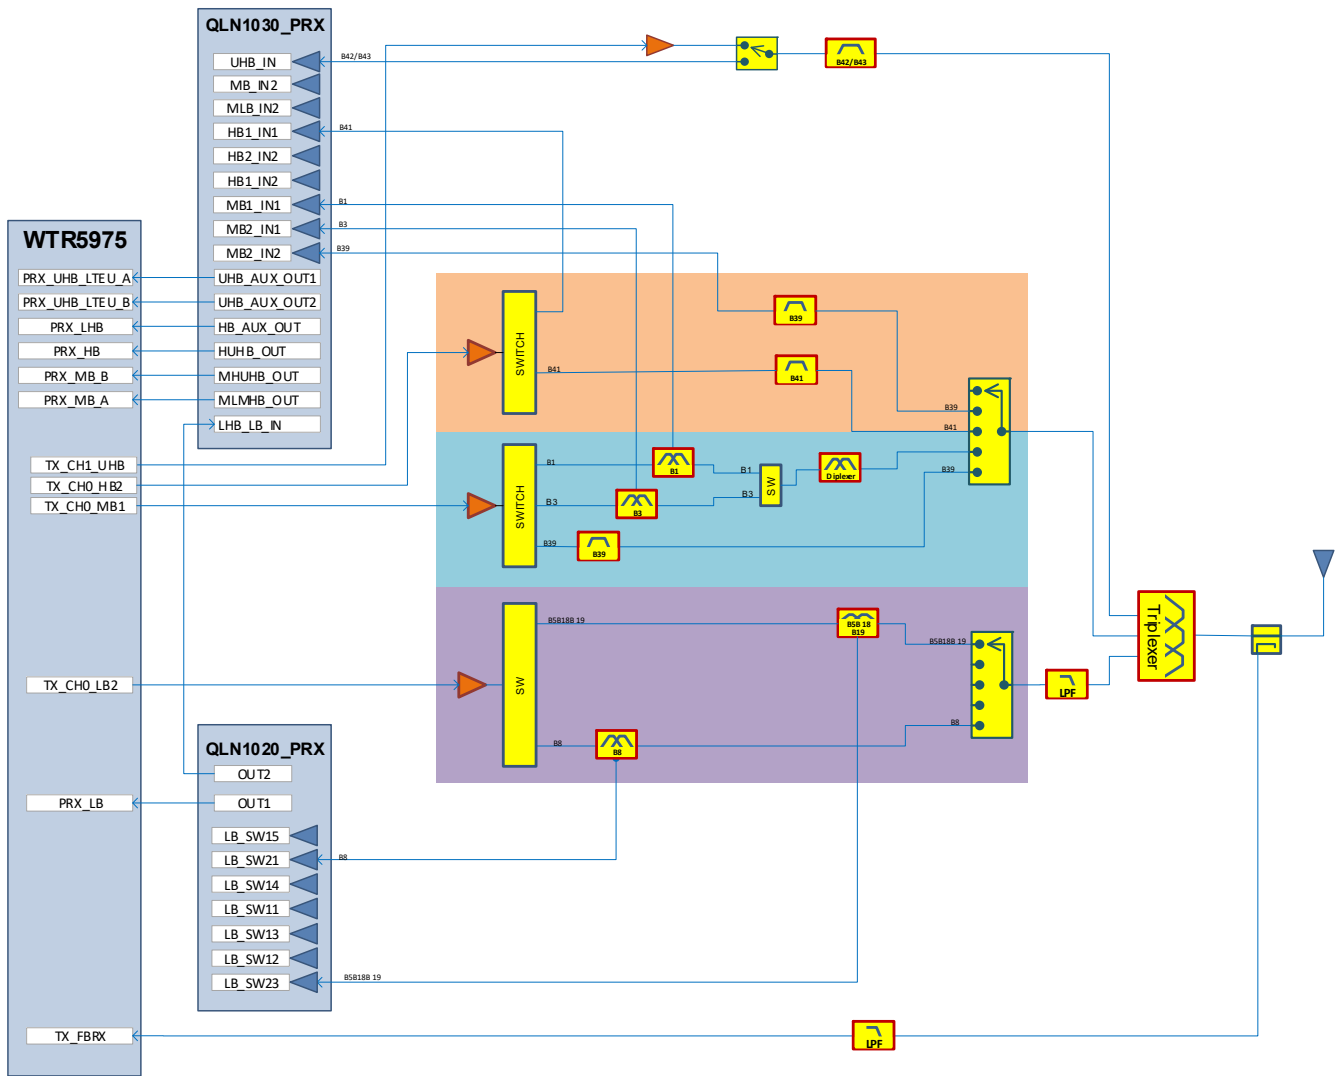 QLN1030_PRX
UHB_IN
B42/B43
B42/B43
MB_IN2
MLB_IN2
HB1_IN1
B41
HB2_IN2
HB1_IN2
MB1_IN1
B1
MB2_IN1
B3
MB2_IN2
B39
WTR5975
PRX_UHB_LTEU_A
UHB_AUX_OUT1
PRX_UHB_LTEU_B
UHB_AUX_OUT2
PRX_LHB
HB_AUX_OUT
PRX_HB
HUHB_OUT
PRX_MB_B
MHUHB_OUT
PRX_MB_A
MLMHB_OUT
LHB_LB_IN
TX_CH1_UHB
TX_CH0_HB2
TX_CH0_MB1
SWITCH
B39
B41
B41
B39
B41
SWITCH
B1
B1
B1
B3
B3
B3
SW
Diplexer
B39
B39
B39
SW
B5B18B 19
B5B 18
B19
B5B18B 19
B8
B8
B8
LPF
Triplexer
TX_CH0_LB2
QLN1020_PRX
OUT2
PRX_LB
OUT1
LB_SW15
LB_SW21
B8
LB_SW14
LB_SW11
LB_SW13
LB_SW12
LB_SW23
B5B18B 19
TX_FBRX
LPF